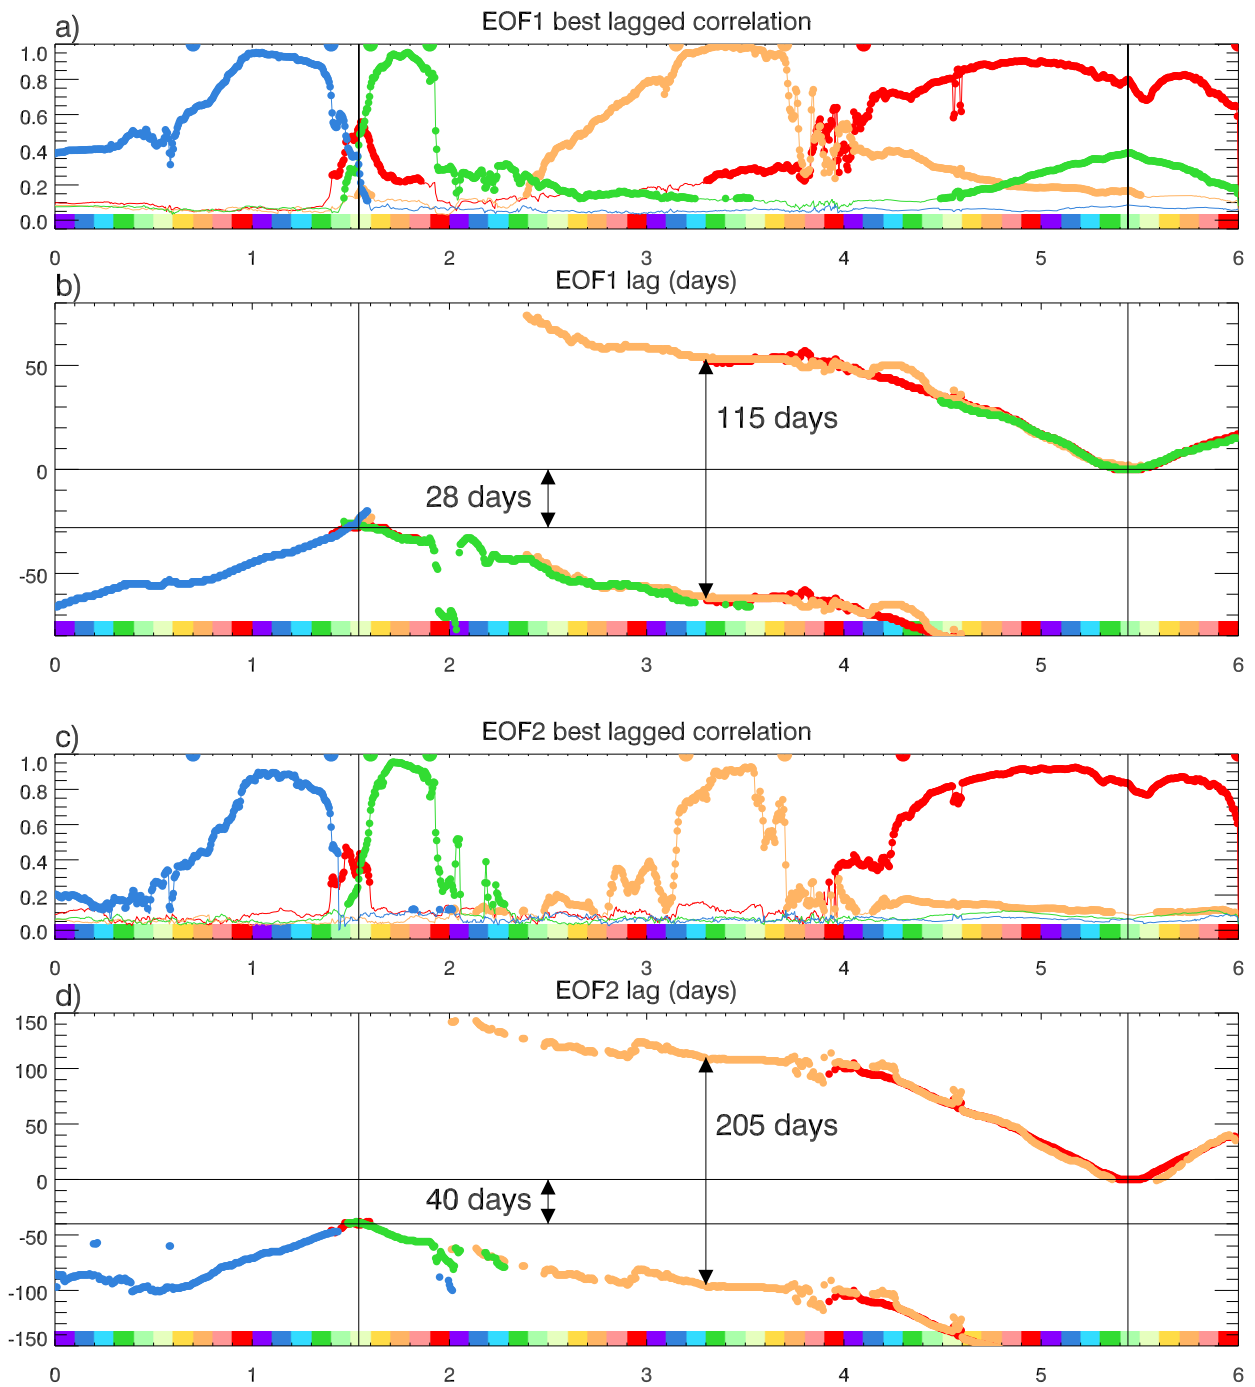 a)
EOF1 best lagged correlation
1.0
0.8
0.6
0.4
0.2
0.0
0 1 2 3 4 5 6
b)
EOF1 lag (days)
50
0
-50
115 days
28 days
0 1 2 3 4 5 6
c)
EOF2 best lagged correlation
1.0
0.8
0.6
0.4
0.2
0.0
0 1 2 3 4 5 6
d)
EOF2 lag (days)
150
100
50
0
-50
-100
-150
205 days
40 days
0 1 2 3 4 5 6